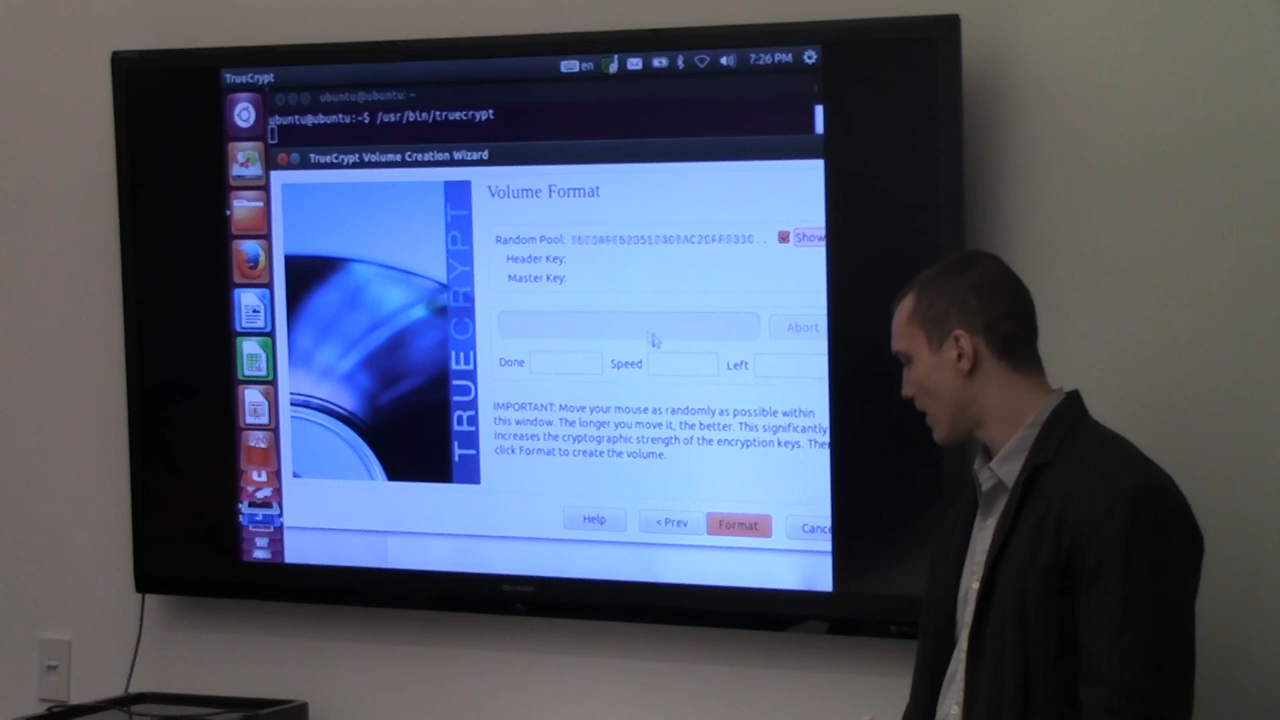 TrueCrypt
en
7:26 PM
ubuntu@ubuntu: ~
ubuntu@ubuntu:~$ /usr/bin/truecrypt
TrueCrypt Volume Creation Wizard
TRUECRYPT
Volume Format
Random Pool:
Show
Header Key:
Master Key:
Abort
Done
Speed
Left
IMPORTANT: Move your mouse as randomly as possible within
this window. The longer you move it, the better. This significantly
increases the cryptographic strength of the encryption keys. Then
click Format to create the volume.
Help
< Prev
Format
Cance